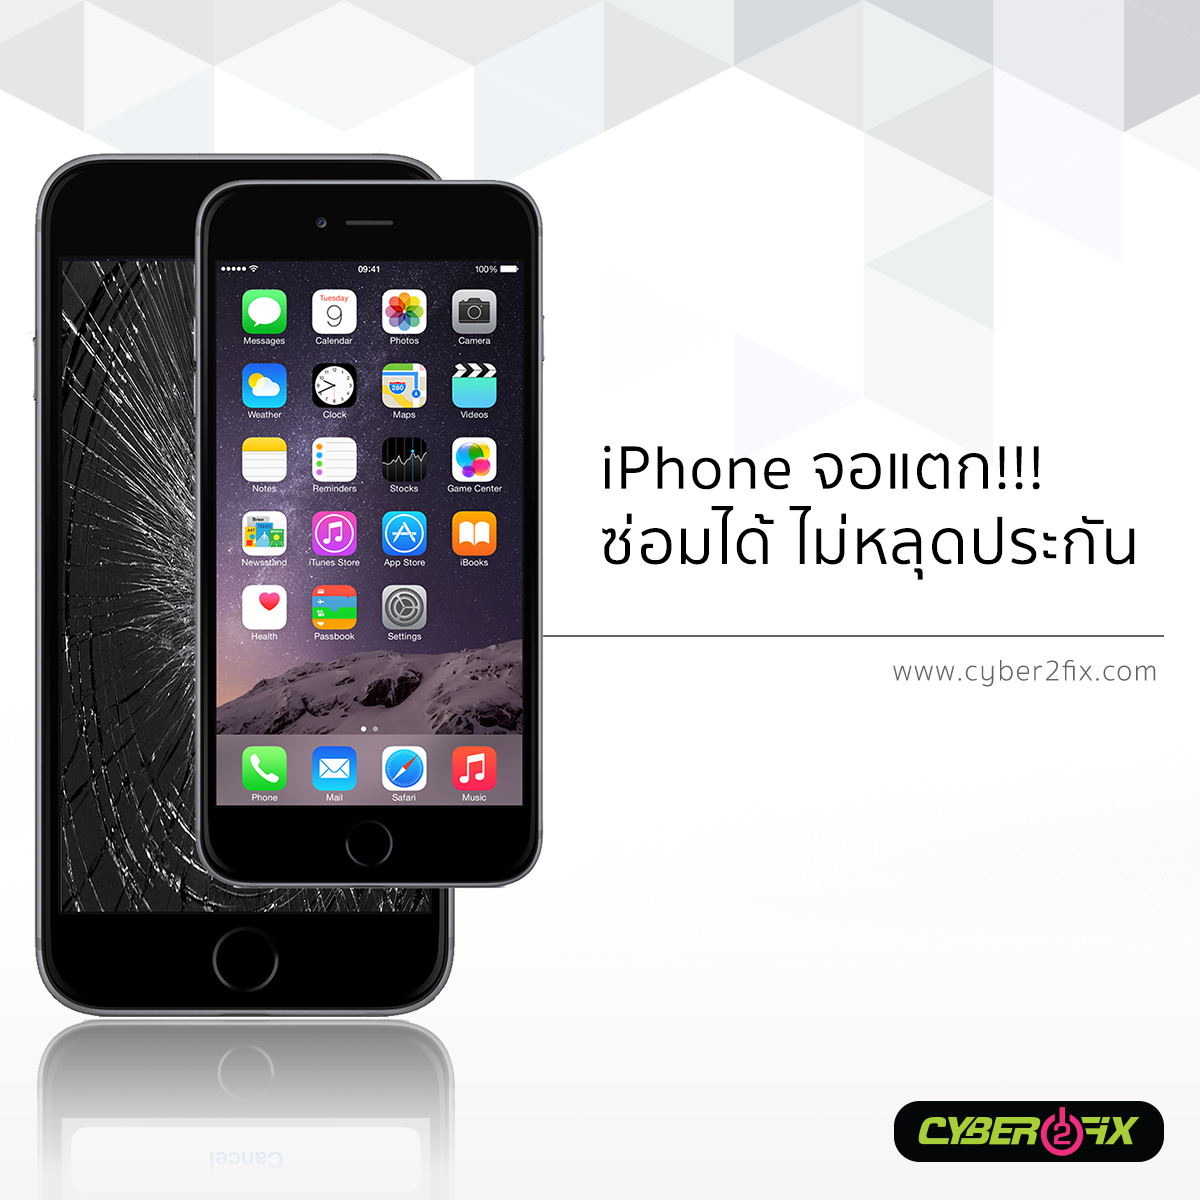 09:41
100%
Tuesday
9
Messages
Calendar
Photos
Camera
280
Weather
Clock
Maps
Videos
Notes
Reminders
Stocks
Game Center
Newsstand
iTunes Store
App Store
iBooks
Health
Passbook
Settings
Phone
Mail
Safari
Music
iPhone จอแตก!!!
ซ่อมได้ ไม่หลุดประกัน
www.cyber2fix.com
Cancel
CYBER2FIX